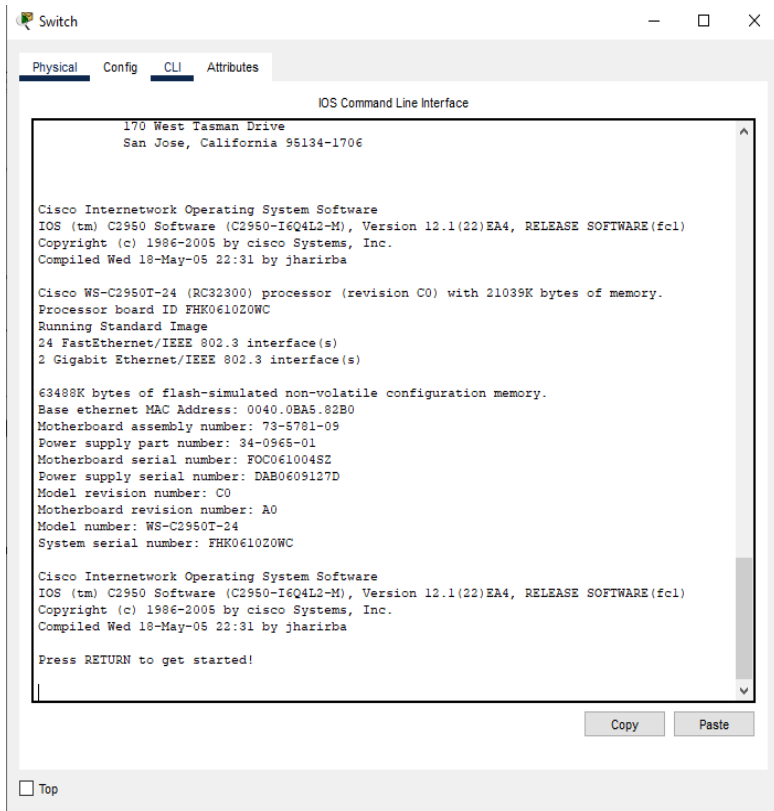 Switch
Physical Config CLI Attributes
IOS Command Line Interface
170 West Tasman Drive
San Jose, California 95134-1706
Cisco Internetwork Operating System Software
IOS (tm) C2950 Software (C2950-I6Q4L2-M), Version 12.1(22)EA4, RELEASE SOFTWARE(fc1)
Copyright (c) 1986-2005 by cisco Systems, Inc.
Compiled Wed 18-May-05 22:31 by jharirba
Cisco WS-C2950T-24 (RC32300) processor (revision C0) with 21039K bytes of memory.
Processor board ID FHK0610Z0WC
Running Standard Image
24 FastEthernet/IEEE 802.3 interface(s)
2 Gigabit Ethernet/IEEE 802.3 interface(s)
63488K bytes of flash-simulated non-volatile configuration memory.
Base ethernet MAC Address: 0040.0BA5.82B0
Motherboard assembly number: 73-5781-09
Power supply part number: 34-0965-01
Motherboard serial number: FOC061004SZ
Power supply serial number: DAB0609127D
Model revision number: C0
Motherboard revision number: A0
Model number: WS-C2950T-24
System serial number: FHK0610Z0WC
Cisco Internetwork Operating System Software
IOS (tm) C2950 Software (C2950-I6Q4L2-M), Version 12.1(22)EA4, RELEASE SOFTWARE(fc1)
Copyright (c) 1986-2005 by cisco Systems, Inc.
Compiled Wed 18-May-05 22:31 by jharirba
Press RETURN to get started!
Copy Paste
Top